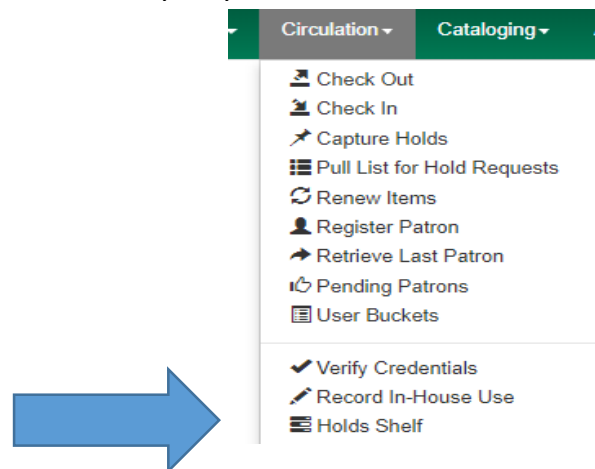 Circulation Cataloging
Check Out
Check In
Capture Holds
Pull List for Hold Requests
Renew Items
Register Patron
Retrieve Last Patron
Pending Patrons
User Buckets
Verify Credentials
Record In-House Use
Holds Shelf